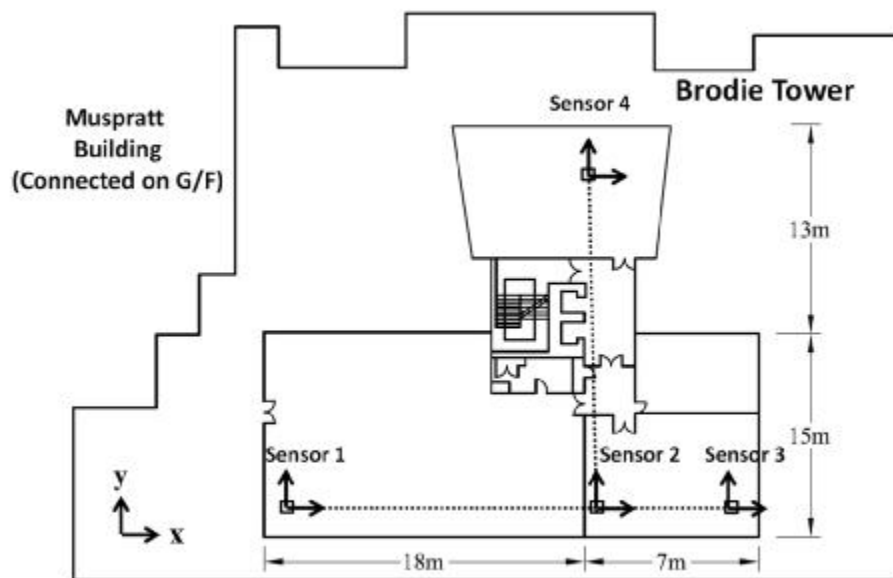 Brodie Tower
Sensor 4
Muspratt
Building
(Connected on G/F)
13m
Sensor 1
Sensor 2
Sensor 3
15m
y
x
18m
7m